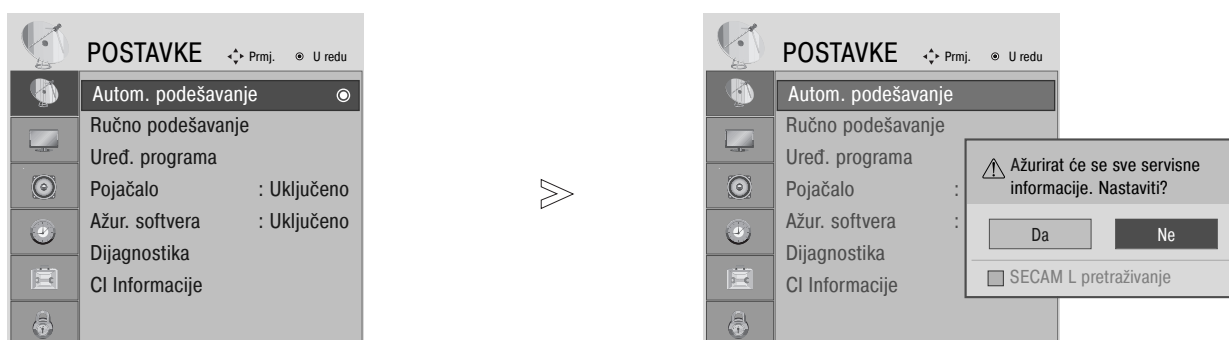 POSTAVKE Prmj. U redu
Autom. podešavanje
Ručno podešavanje
Uređ. programa
Pojačalo : Uključeno
Ažur. softvera : Uključeno
Dijagnostika
CI Informacije
POSTAVKE Prmj. U redu
Autom. podešavanje
Ručno podešavanje
Uređ. programa
Pojačalo :
Ažur. softvera :
Dijagnostika
CI Informacije
Ažurirat će se sve servisne
informacije. Nastaviti?
Da Ne
SECAM L pretraživanje